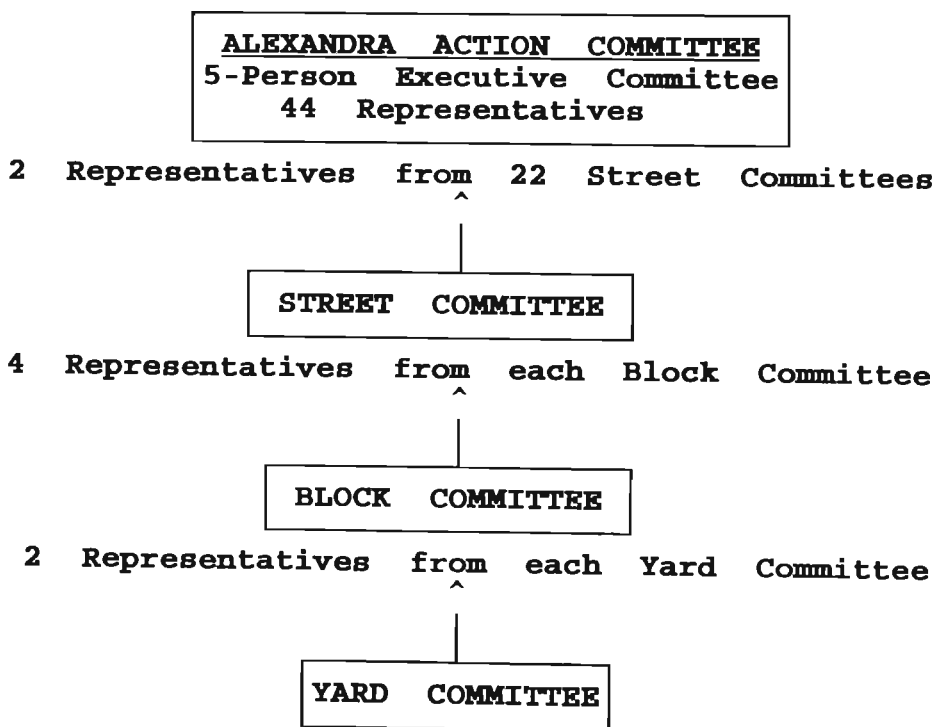 ALEXANDRA ACTION COMMITTEE
5-Person Executive Committee
44 Representatives
2 Representatives from 22 Street Committees
^
STREET COMMITTEE
4 Representatives from each Block Committee
^
BLOCK COMMITTEE
2 Representatives from each Yard Committee
^
YARD COMMITTEE